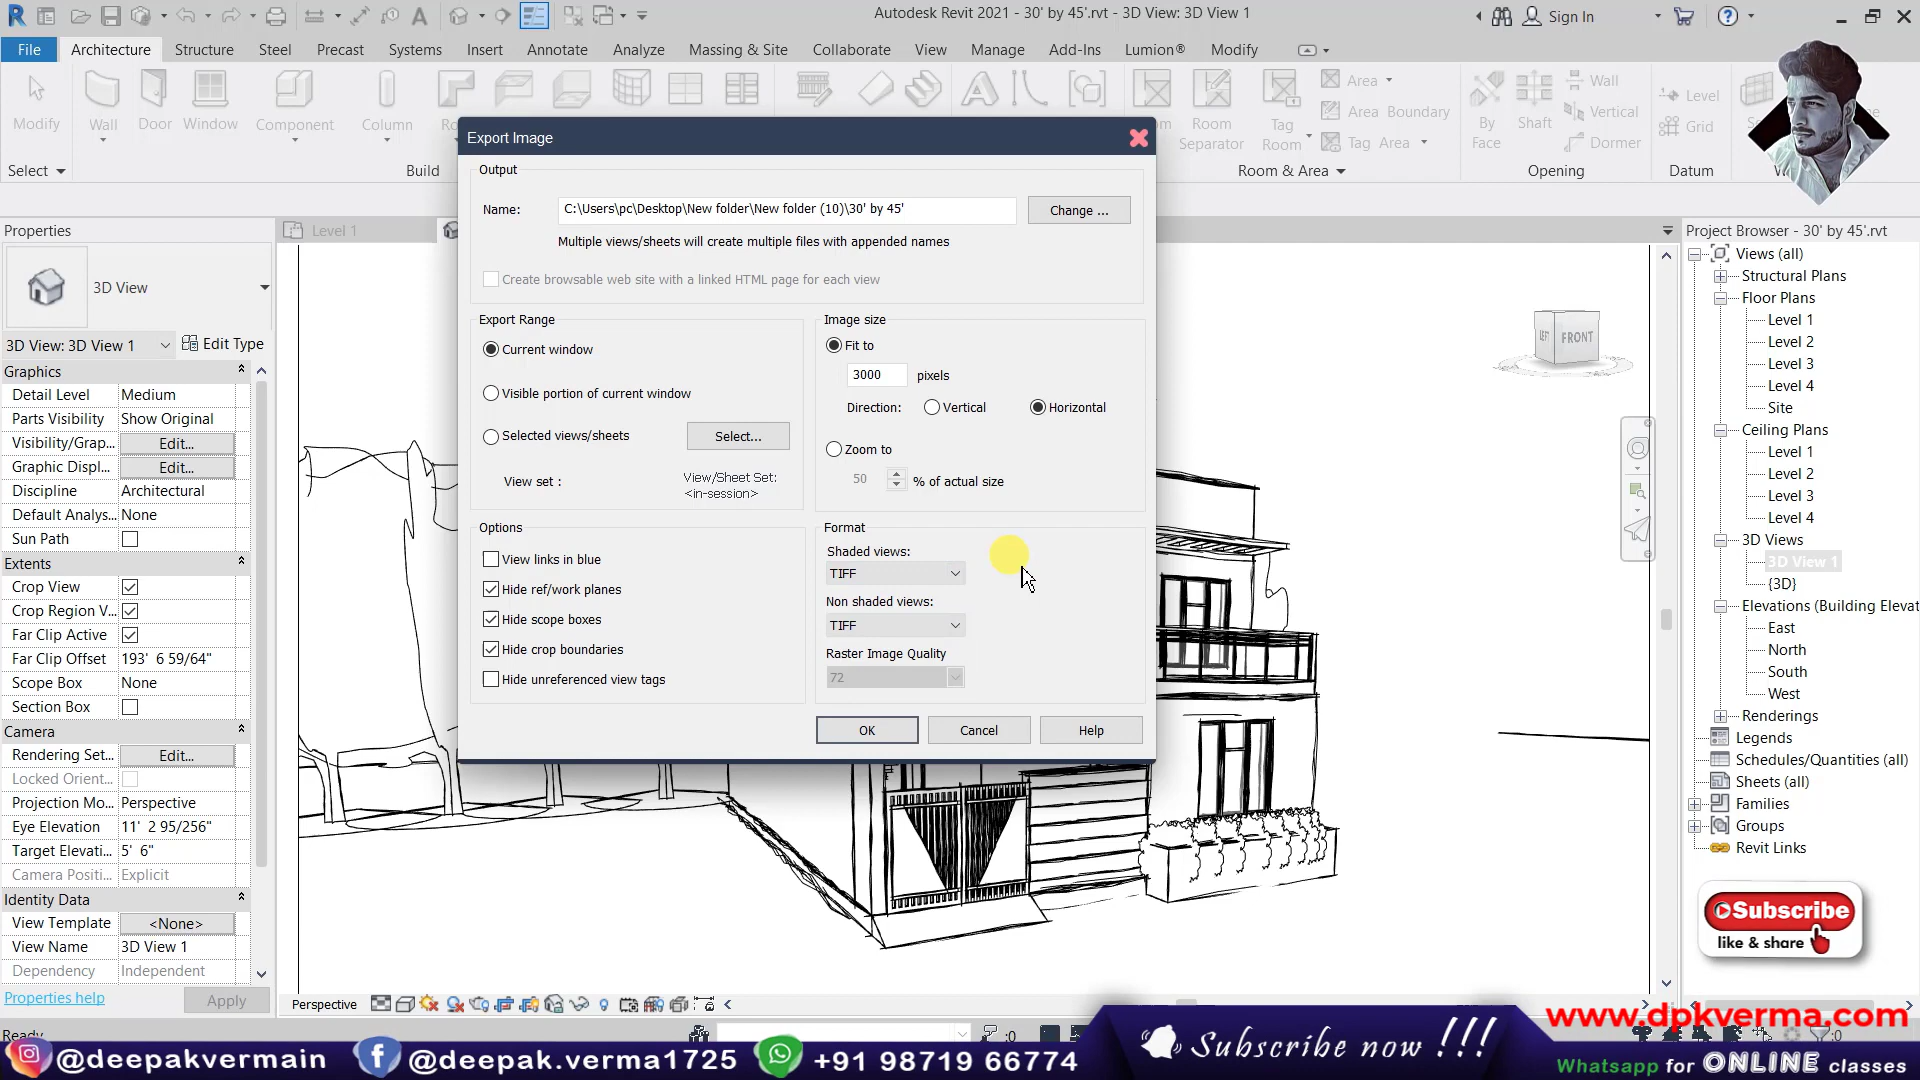 Autodesk Revit 2021 - 30' by 45'.rvt - 3D View: 3D View 1
Sign In
File
Architecture
Structure
Steel
Precast
Systems
Insert
Annotate
Analyze
Massing & Site
Collaborate
View
Manage
Add-Ins
Lumion®
Modify
Modify
Wall
Door
Window
Component
Column
Room Separator
Tag Room
Area
Area Boundary
Tag Area
By Face
Shaft
Wall
Vertical
Dormer
Level
Grid
Select
Build
Room & Area
Opening
Datum
Properties
3D View
3D View: 3D View 1
Edit Type
Graphics
Detail Level Medium
Parts Visibility Show Original
Visibility/Grap... Edit...
Graphic Displ... Edit...
Discipline Architectural
Default Analys... None
Sun Path
Extents
Crop View
Crop Region V...
Far Clip Active
Far Clip Offset 193' 6 59/64"
Scope Box None
Section Box
Camera
Rendering Set... Edit...
Locked Orient...
Projection Mo... Perspective
Eye Elevation 11' 2 95/256"
Target Elevati... 5' 6"
Camera Positi... Explicit
Identity Data
View Template <None>
View Name 3D View 1
Dependency Independent
Properties help
Apply
Level 1
Export Image
Output
Name:
C:\Users\pc\Desktop\New folder\New folder (10)\30' by 45'
Change ...
Multiple views/sheets will create multiple files with appended names
Create browsable web site with a linked HTML page for each view
Export Range
Current window
Visible portion of current window
Selected views/sheets
Select...
View set :
View/Sheet Set:
<in-session>
Image size
Fit to
3000 pixels
Direction: Vertical Horizontal
Zoom to
50 % of actual size
Options
View links in blue
Hide ref/work planes
Hide scope boxes
Hide crop boundaries
Hide unreferenced view tags
Format
Shaded views:
TIFF
Non shaded views:
TIFF
Raster Image Quality
72
OK
Cancel
Help
LEFT
FRONT
Project Browser - 30' by 45'.rvt
Views (all)
Structural Plans
Floor Plans
Level 1
Level 2
Level 3
Level 4
Site
Ceiling Plans
Level 1
Level 2
Level 3
Level 4
3D Views
3D View 1
{3D}
Elevations (Building Elevat
East
North
South
West
Renderings
Legends
Schedules/Quantities (all)
Sheets (all)
Families
Groups
Revit Links
Subscribe
like & share
Perspective
Ready
:0
:0
@deepakvermain
@deepak.verma1725
+91 98719 66774
Subscribe now !!!
www.dpkverma.com
Whatsapp for ONLINE classes